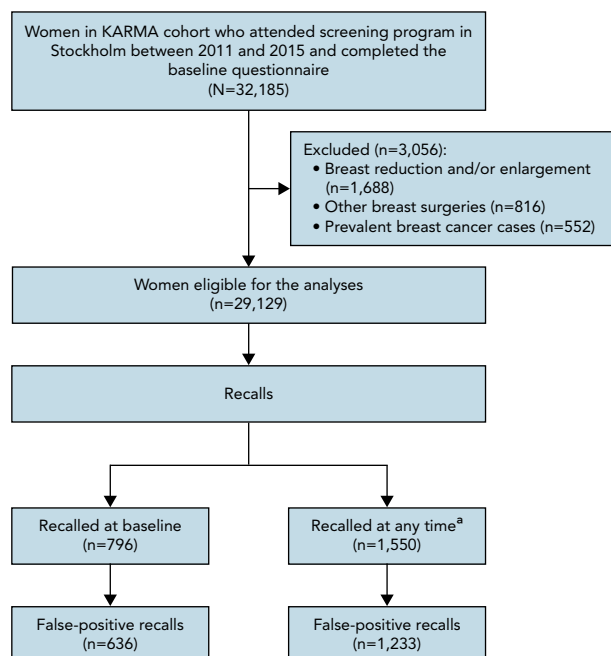 Women in KARMA cohort who attended screening program in
Stockholm between 2011 and 2015 and completed the
baseline questionnaire
(N=32,185)
Excluded (n=3,056):
• Breast reduction and/or enlargement
(n=1,688)
• Other breast surgeries (n=816)
• Prevalent breast cancer cases (n=552)
Women eligible for the analyses
(n=29,129)
Recalls
Recalled at baseline
(n=796)
Recalled at any timeᵃ
(n=1,550)
False-positive recalls
(n=636)
False-positive recalls
(n=1,233)